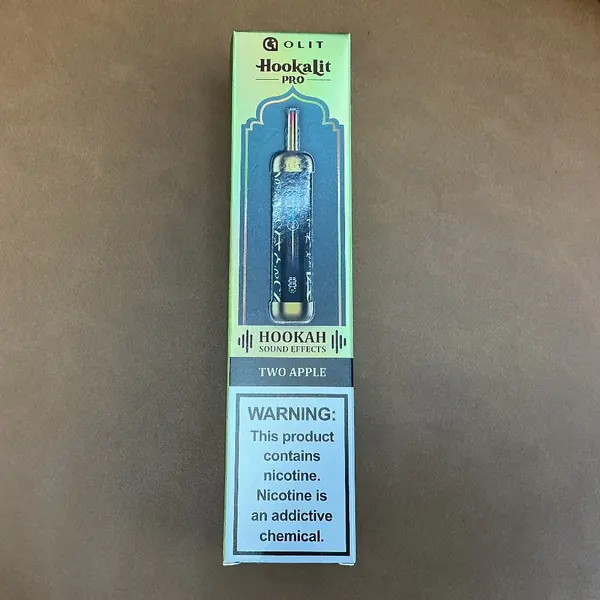 OLIT
HookaLit
PRO
HOOKAH
SOUND EFFECTS
TWO APPLE
WARNING:
This product
contains
nicotine.
Nicotine is
an addictive
chemical.